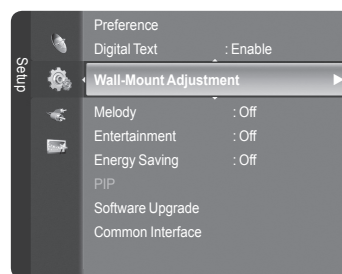 Setup
Preference
Digital Text : Enable
Wall-Mount Adjustment
Melody : Off
Entertainment : Off
Energy Saving : Off
PIP
Software Upgrade
Common Interface